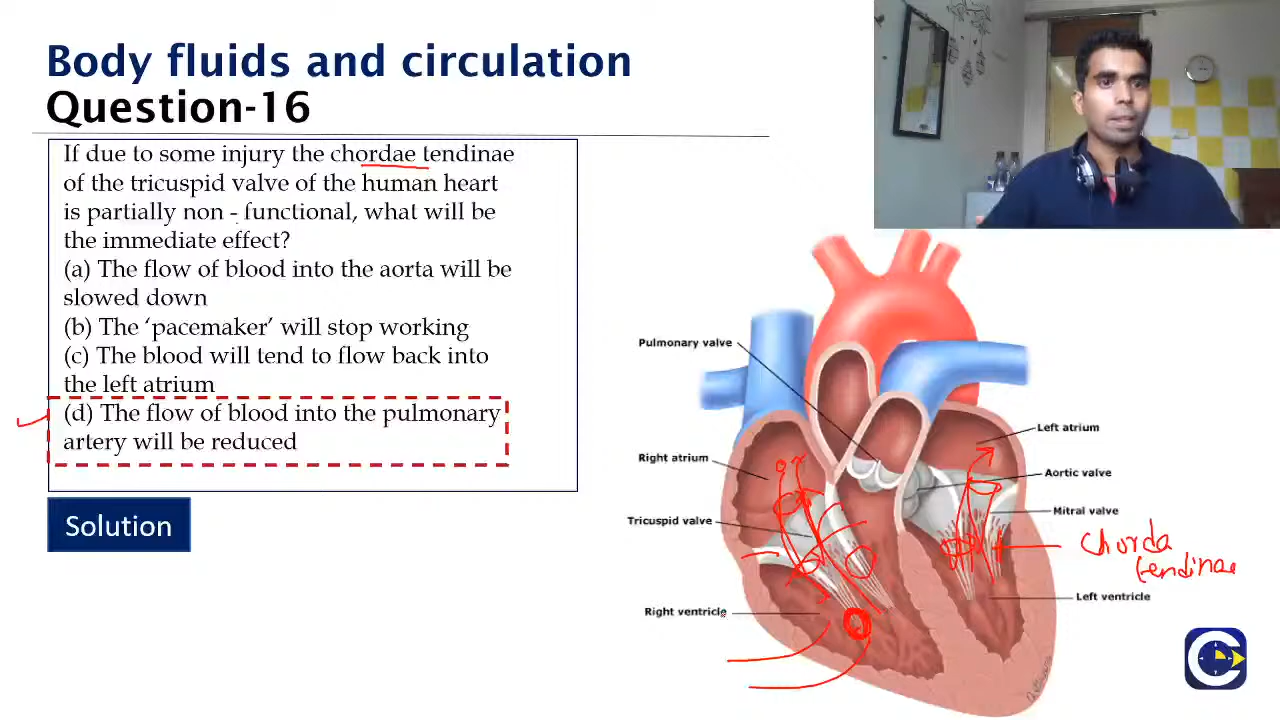 Body fluids and circulation
Question-16
If due to some injury the chordae tendinae
of the tricuspid valve of the human heart
is partially non - functional, what will be
the immediate effect?
(a) The flow of blood into the aorta will be
slowed down
(b) The ‘pacemaker’ will stop working
(c) The blood will tend to flow back into
the left atrium
(d) The flow of blood into the pulmonary
artery will be reduced
Solution
Pulmonary valve
Right atrium
Tricuspid valve
Right ventricle
Left atrium
Aortic valve
Mitral valve
Chorda
tendinae
Left ventricle